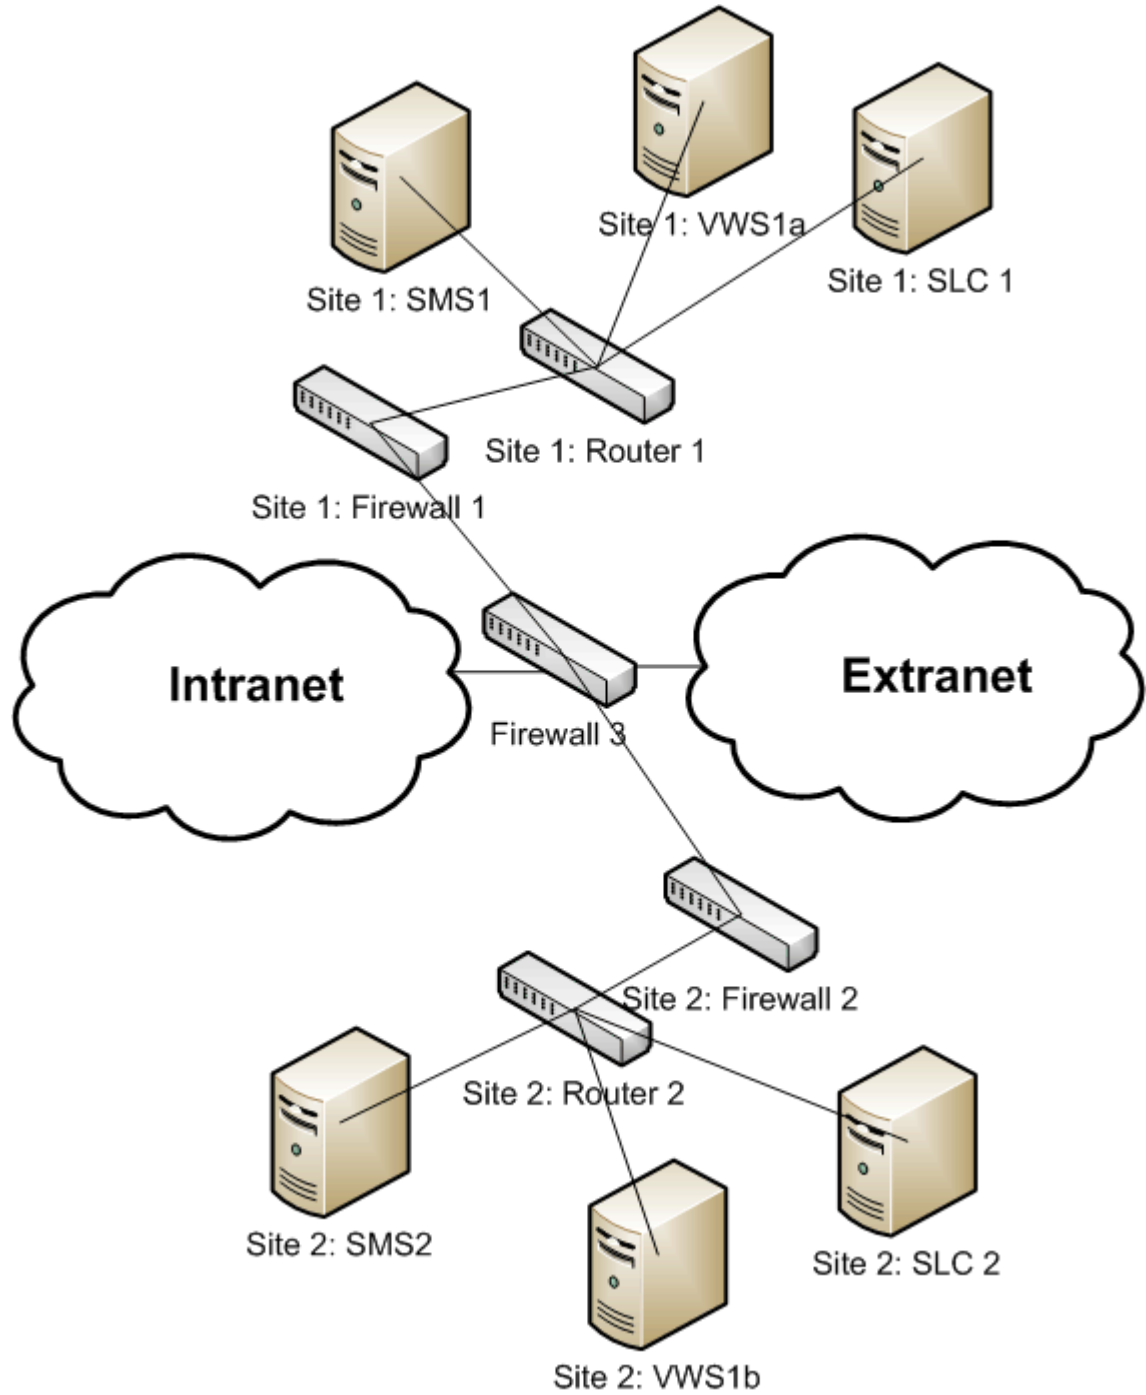 Site 1: VWS1a
Site 1: SLC 1
Site 1: SMS1
Site 1: Router 1
Site 1: Firewall 1
Intranet
Extranet
Firewall 3
Site 2: Firewall 2
Site 2: Router 2
Site 2: SMS2
Site 2: SLC 2
Site 2: VWS1b